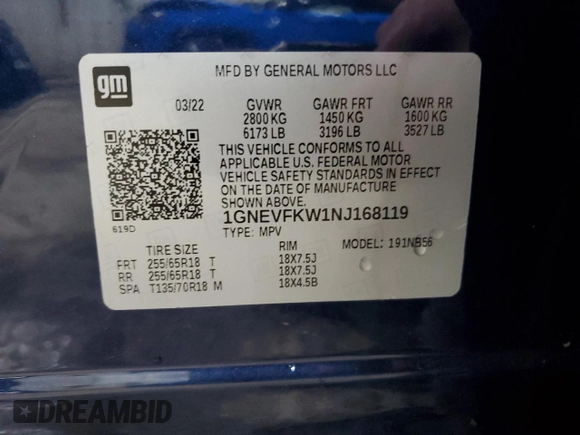 gm
MFD BY GENERAL MOTORS LLC
03/22 GVWR GAWR FRT GAWR RR
2800 KG 1450 KG 1600 KG
6173 LB 3196 LB 3527 LB
THIS VEHICLE CONFORMS TO ALL
APPLICABLE U.S. FEDERAL MOTOR
VEHICLE SAFETY STANDARDS IN EFFECT
ON THE DATE OF MANUFACTURE
SHOWN ABOVE.
1GNEVFKW1NJ168119
619D
TYPE: MPV MODEL: 191NB56
TIRE SIZE RIM
FRT 255/65R18 T 18X7.5J
RR 255/65R18 T 18X7.5J
SPA T135/70R18 M 18X4.5B
DREAMBID